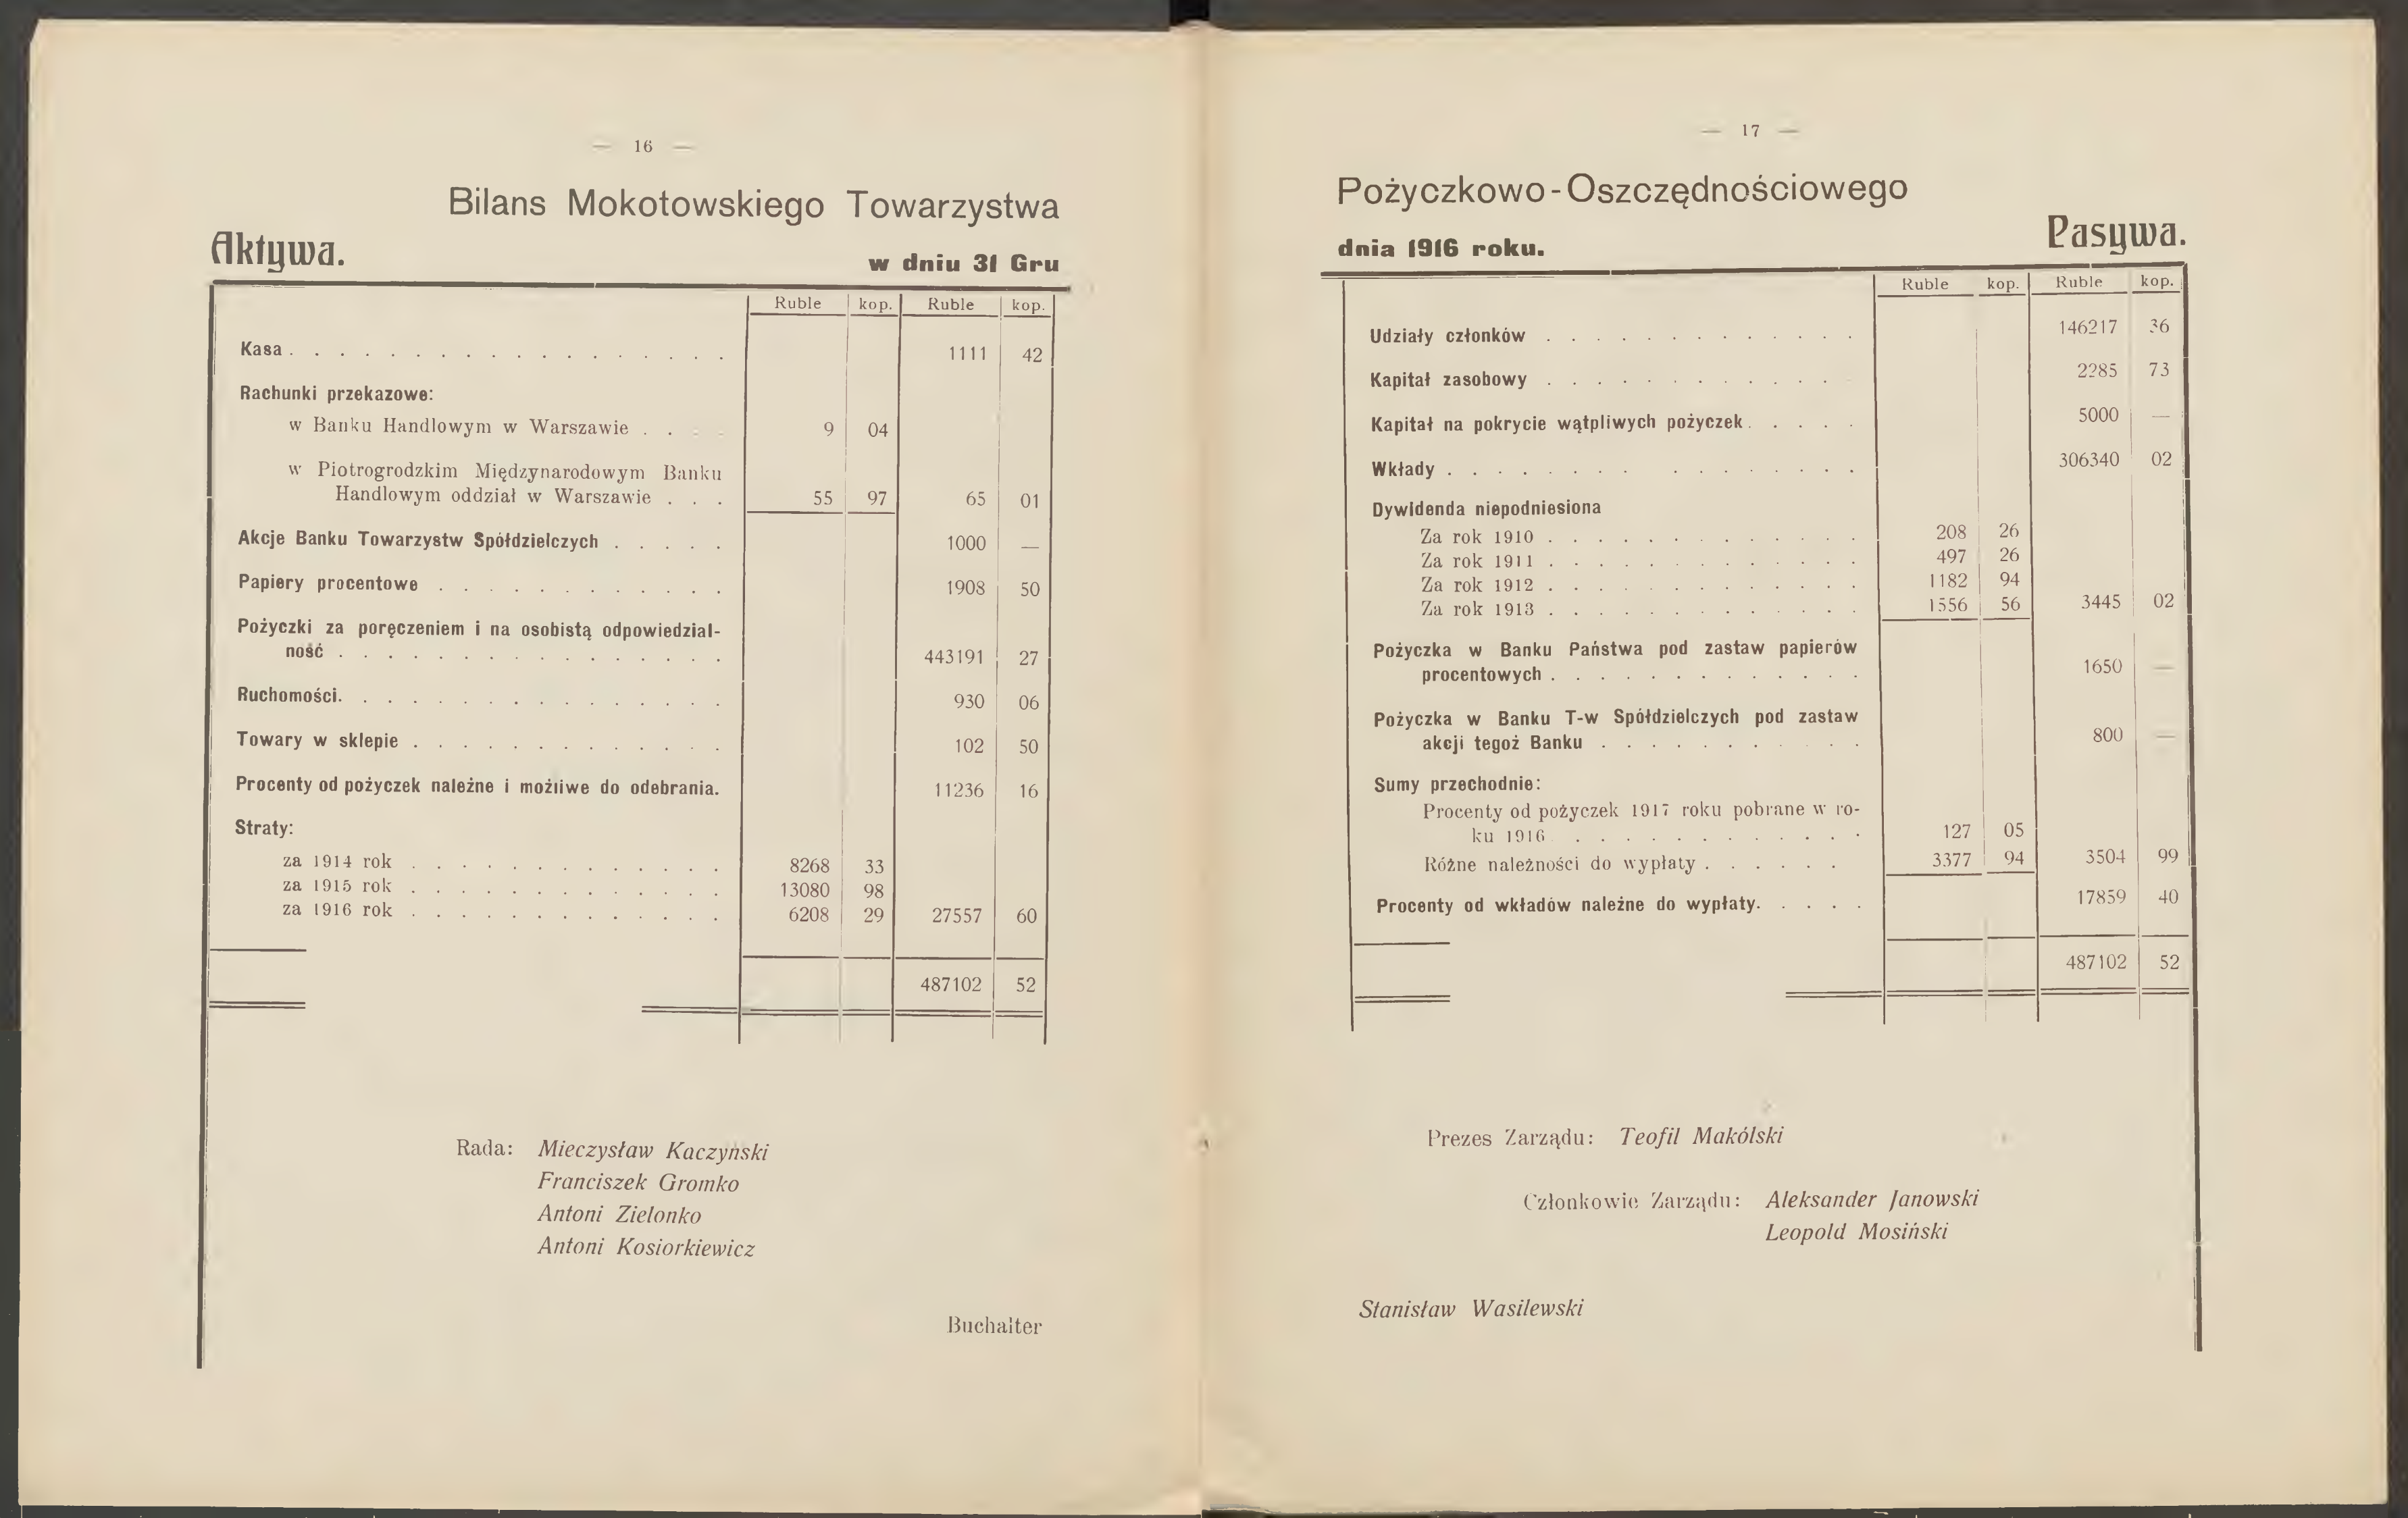 — 16 —
Bilans Mokotowskiego Towarzystwa
Aktywa.
w dniu 31 Gru
Ruble kop. Ruble kop.
Kasa . . . . . . . . . . . . . . . . . . 1111 42
Rachunki przekazowe:
w Banku Handlowym w Warszawie . . . . 9 04
w Piotrogrodzkim Międzynarodowym Banku
Handlowym oddział w Warszawie . . . 55 97 65 01
Akcje Banku Towarzystw Spółdzielczych . . . . . 1000 —
Papiery procentowe . . . . . . . . . . . . 1908 50
Pożyczki za poręczeniem i na osobistą odpowiedzial-
ność . . . . . . . . . . . . . . . . 443191 27
Ruchomości. . . . . . . . . . . . . . . . 930 06
Towary w sklepie . . . . . . . . . . . . . 102 50
Procenty od pożyczek należne i możliwe do odebrania. 11236 16
Straty:
za 1914 rok . . . . . . . . . . . . . 8268 33
za 1915 rok . . . . . . . . . . . . . 13080 98
za 1916 rok . . . . . . . . . . . . . 6208 29 27557 60
487102 52
Rada: Mieczysław Kaczyński
Franciszek Gromko
Antoni Zielonko
Antoni Kosiorkiewicz
Buchalter
— 17 —
Pożyczkowo-Oszczędnościowego
Pasywa.
dnia 1916 roku.
Ruble kop. Ruble kop.
Udziały członków . . . . . . . . . . . . . 146217 36
Kapitał zasobowy . . . . . . . . . . . . . 2285 73
Kapitał na pokrycie wątpliwych pożyczek . . . . . 5000 —
Wkłady . . . . . . . . . . . . . . . . . 306340 02
Dywidenda niepodniesiona
Za rok 1910 . . . . . . . . . . . . . 208 26
Za rok 1911 . . . . . . . . . . . . . 497 26
Za rok 1912 . . . . . . . . . . . . . 1182 94
Za rok 1913 . . . . . . . . . . . . . 1556 56 3445 02
Pożyczka w Banku Państwa pod zastaw papierów
procentowych . . . . . . . . . . . . . 1650 —
Pożyczka w Banku T-w Spółdzielczych pod zastaw
akcji tegoż Banku . . . . . . . . . . . 800 —
Sumy przechodnie:
Procenty od pożyczek 1917 roku pobrane w ro-
ku 1916 . . . . . . . . . . . . . 127 05
Różne należności do wypłaty . . . . . . 3377 94 3504 99
Procenty od wkładów należne do wypłaty. . . . . 17859 40
487102 52
Prezes Zarządu: Teofil Makólski
Członkowie Zarządu: Aleksander Janowski
Leopold Mosiński
Stanisław Wasilewski